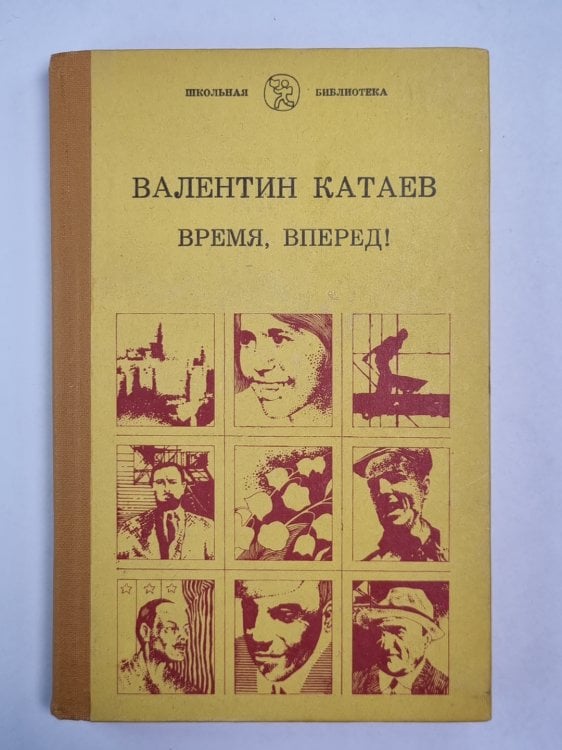 ШКОЛЬНАЯ БИБЛИОТЕКА
ВАЛЕНТИН КАТАЕВ
ВРЕМЯ, ВПЕРЕД!